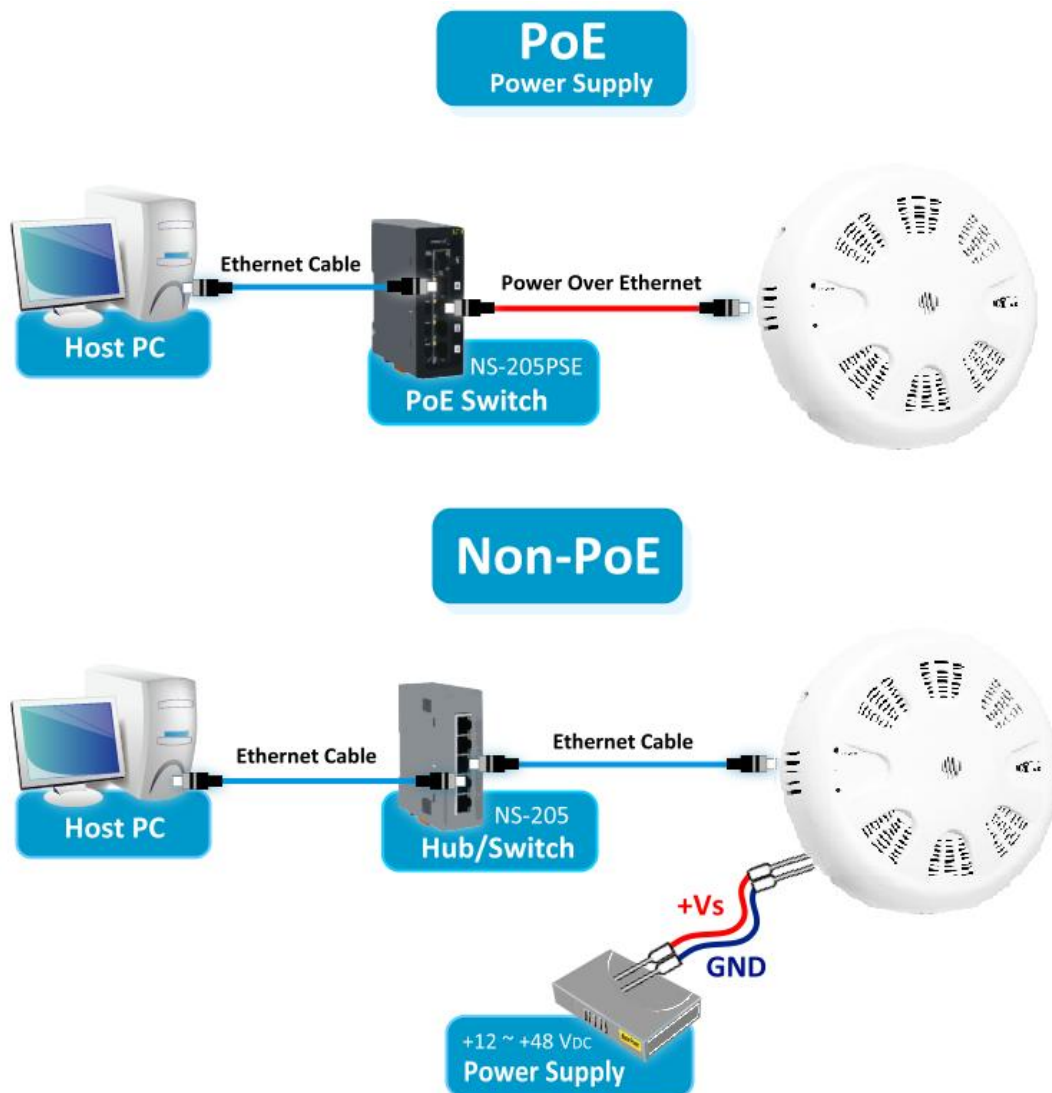 PoE
Power Supply
Ethernet Cable
Power Over Ethernet
Host PC
NS-205PSE
PoE Switch
Non-PoE
Ethernet Cable
Ethernet Cable
Host PC
NS-205
Hub/Switch
+Vs
GND
+12 ~ +48 VDC
Power Supply